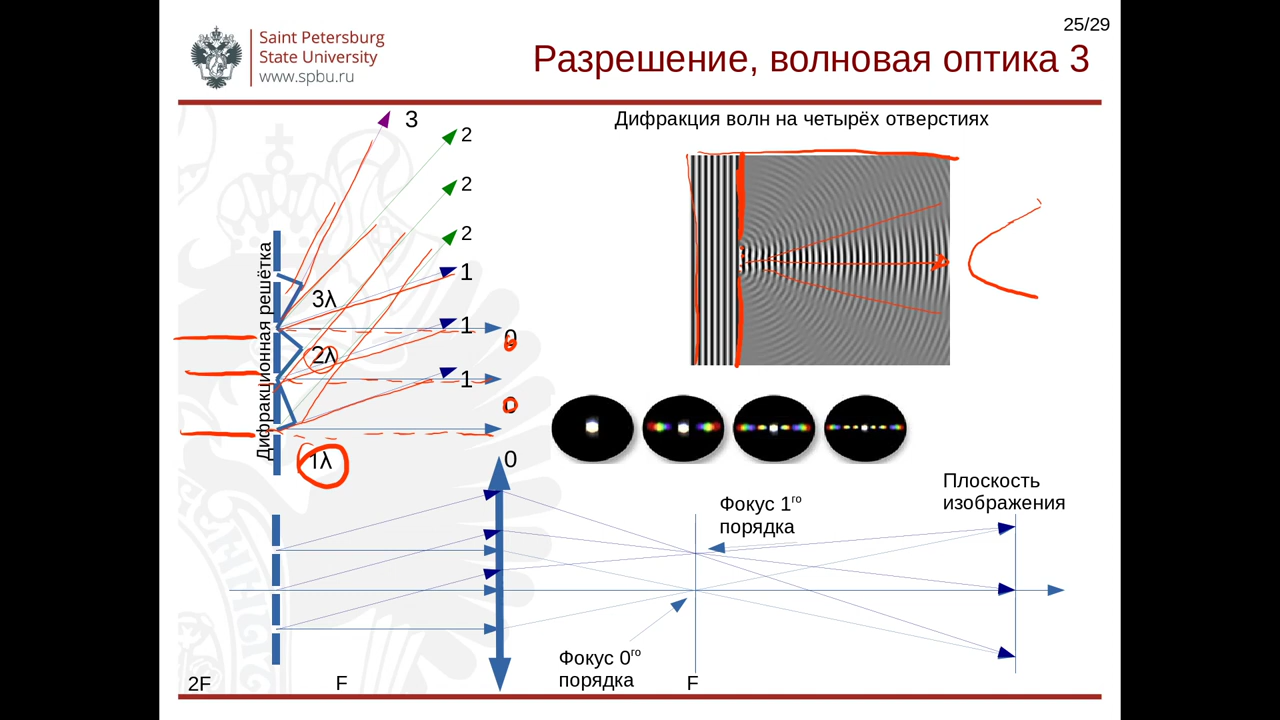 25/29
Saint Petersburg
State University
www.spbu.ru
Разрешение, волновая оптика 3
Дифракция волн на четырёх отверстиях
3
2
2
2
1
1
1
0
0
0
Дифракционная решётка
3λ
2λ
1λ
Плоскость
изображения
Фокус 1го
порядка
Фокус 0го
порядка
2F
F
F